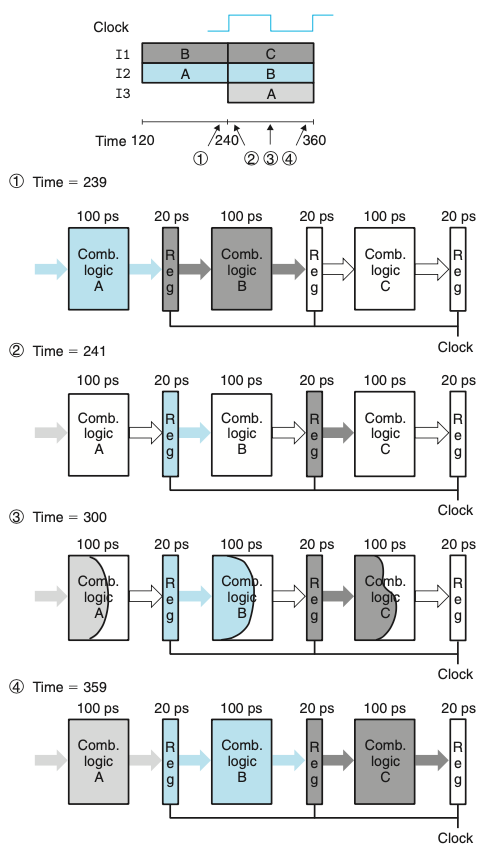 Clock
I1 B C
I2 A B
I3 A
Time 120 240 360
① ② ③ ④
① Time = 239
100 ps 20 ps 100 ps 20 ps 100 ps 20 ps
Comb. logic A
Reg
Comb. logic B
Reg
Comb. logic C
Reg
Clock
② Time = 241
100 ps 20 ps 100 ps 20 ps 100 ps 20 ps
Comb. logic A
Reg
Comb. logic B
Reg
Comb. logic C
Reg
Clock
③ Time = 300
100 ps 20 ps 100 ps 20 ps 100 ps 20 ps
Comb. logic A
Reg
Comb. logic B
Reg
Comb. logic C
Reg
Clock
④ Time = 359
100 ps 20 ps 100 ps 20 ps 100 ps 20 ps
Comb. logic A
Reg
Comb. logic B
Reg
Comb. logic C
Reg
Clock